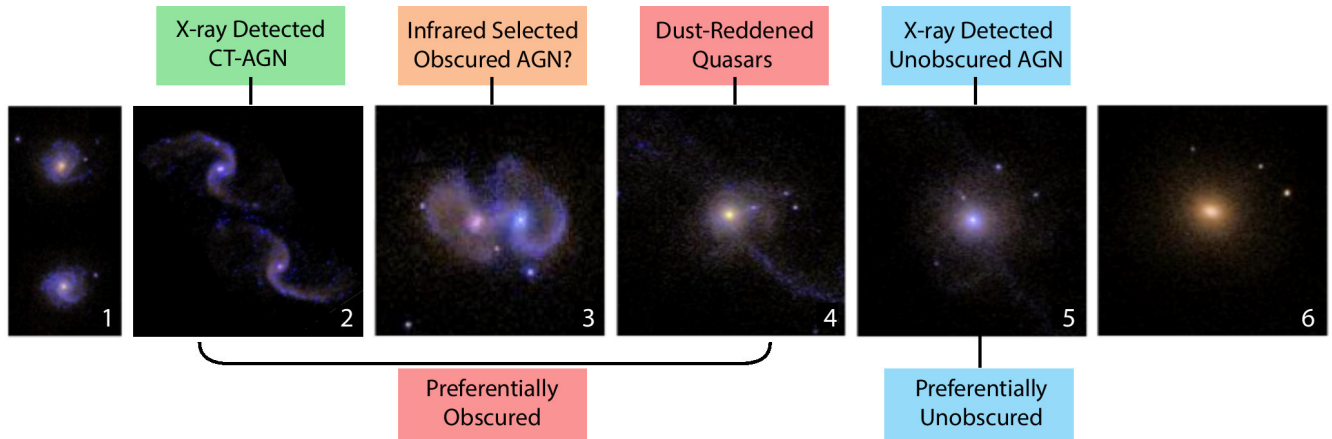 X-ray Detected
CT-AGN
Infrared Selected
Obscured AGN?
Dust-Reddened
Quasars
X-ray Detected
Unobscured AGN
1
2
3
4
5
6
Preferentially
Obscured
Preferentially
Unobscured